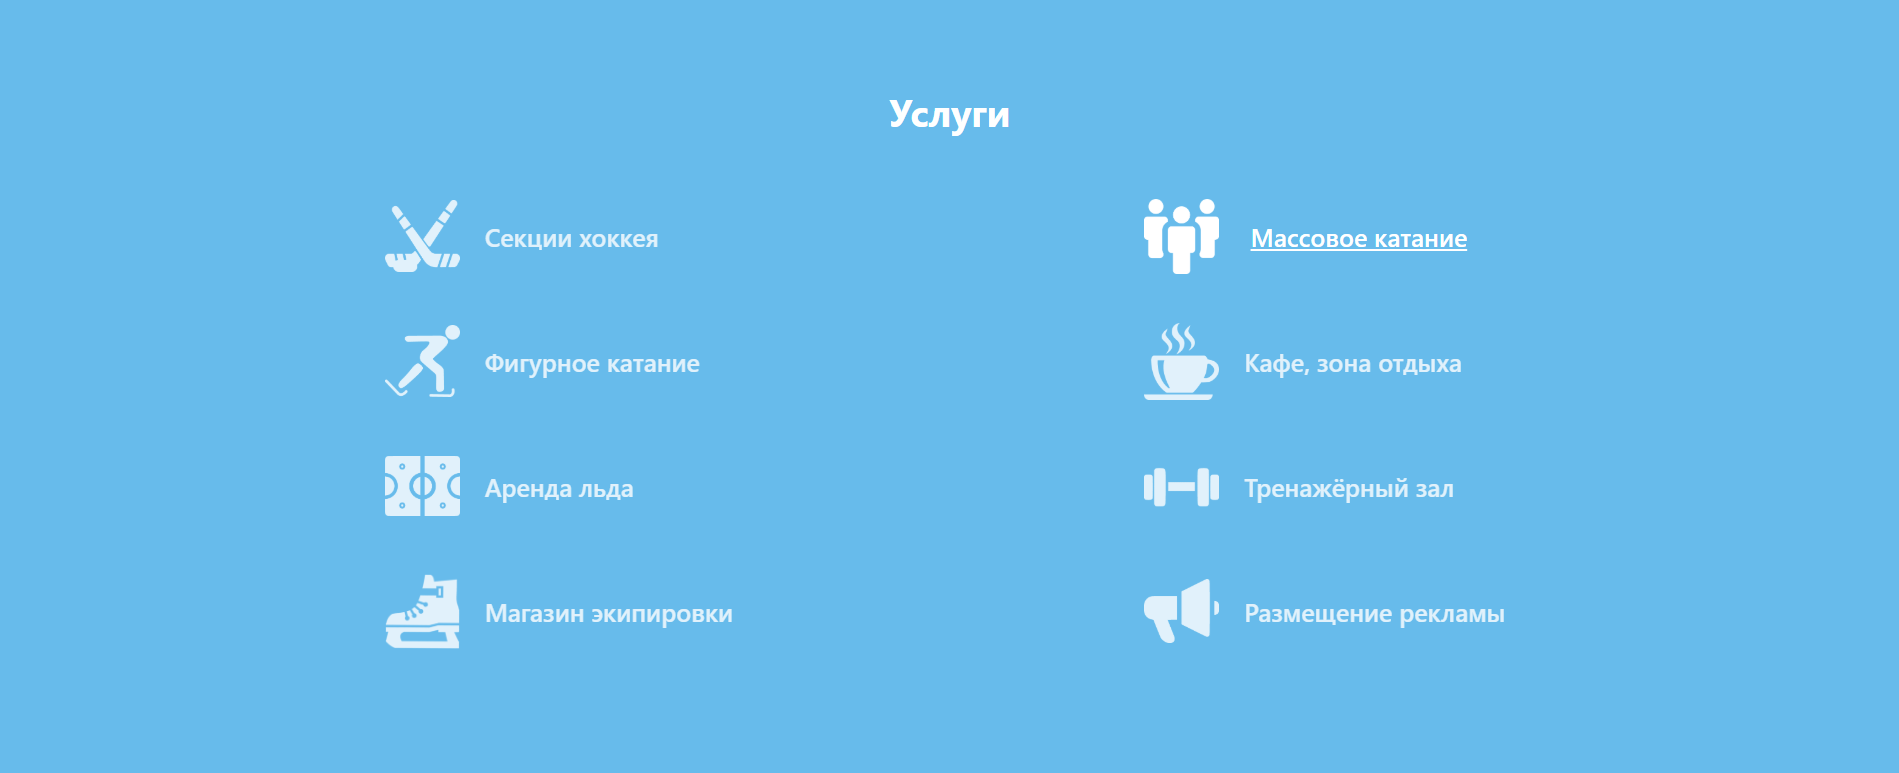 Услуги
Секции хоккея
Массовое катание
Фигурное катание
Кафе, зона отдыха
Аренда льда
Тренажёрный зал
Магазин экипировки
Размещение рекламы